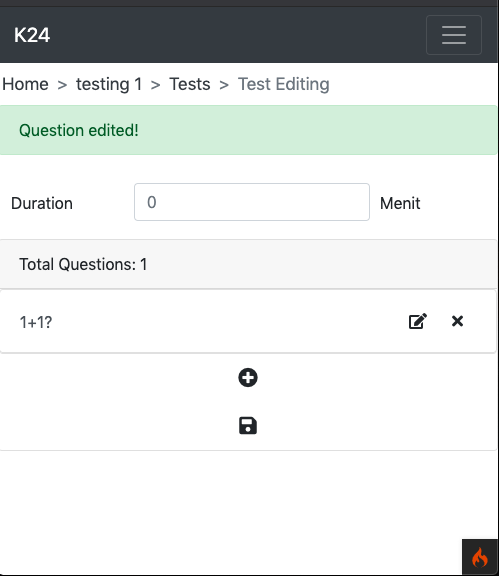 K24
Home > testing 1 > Tests > Test Editing
Question edited!
Duration 0 Menit
Total Questions: 1
1+1?